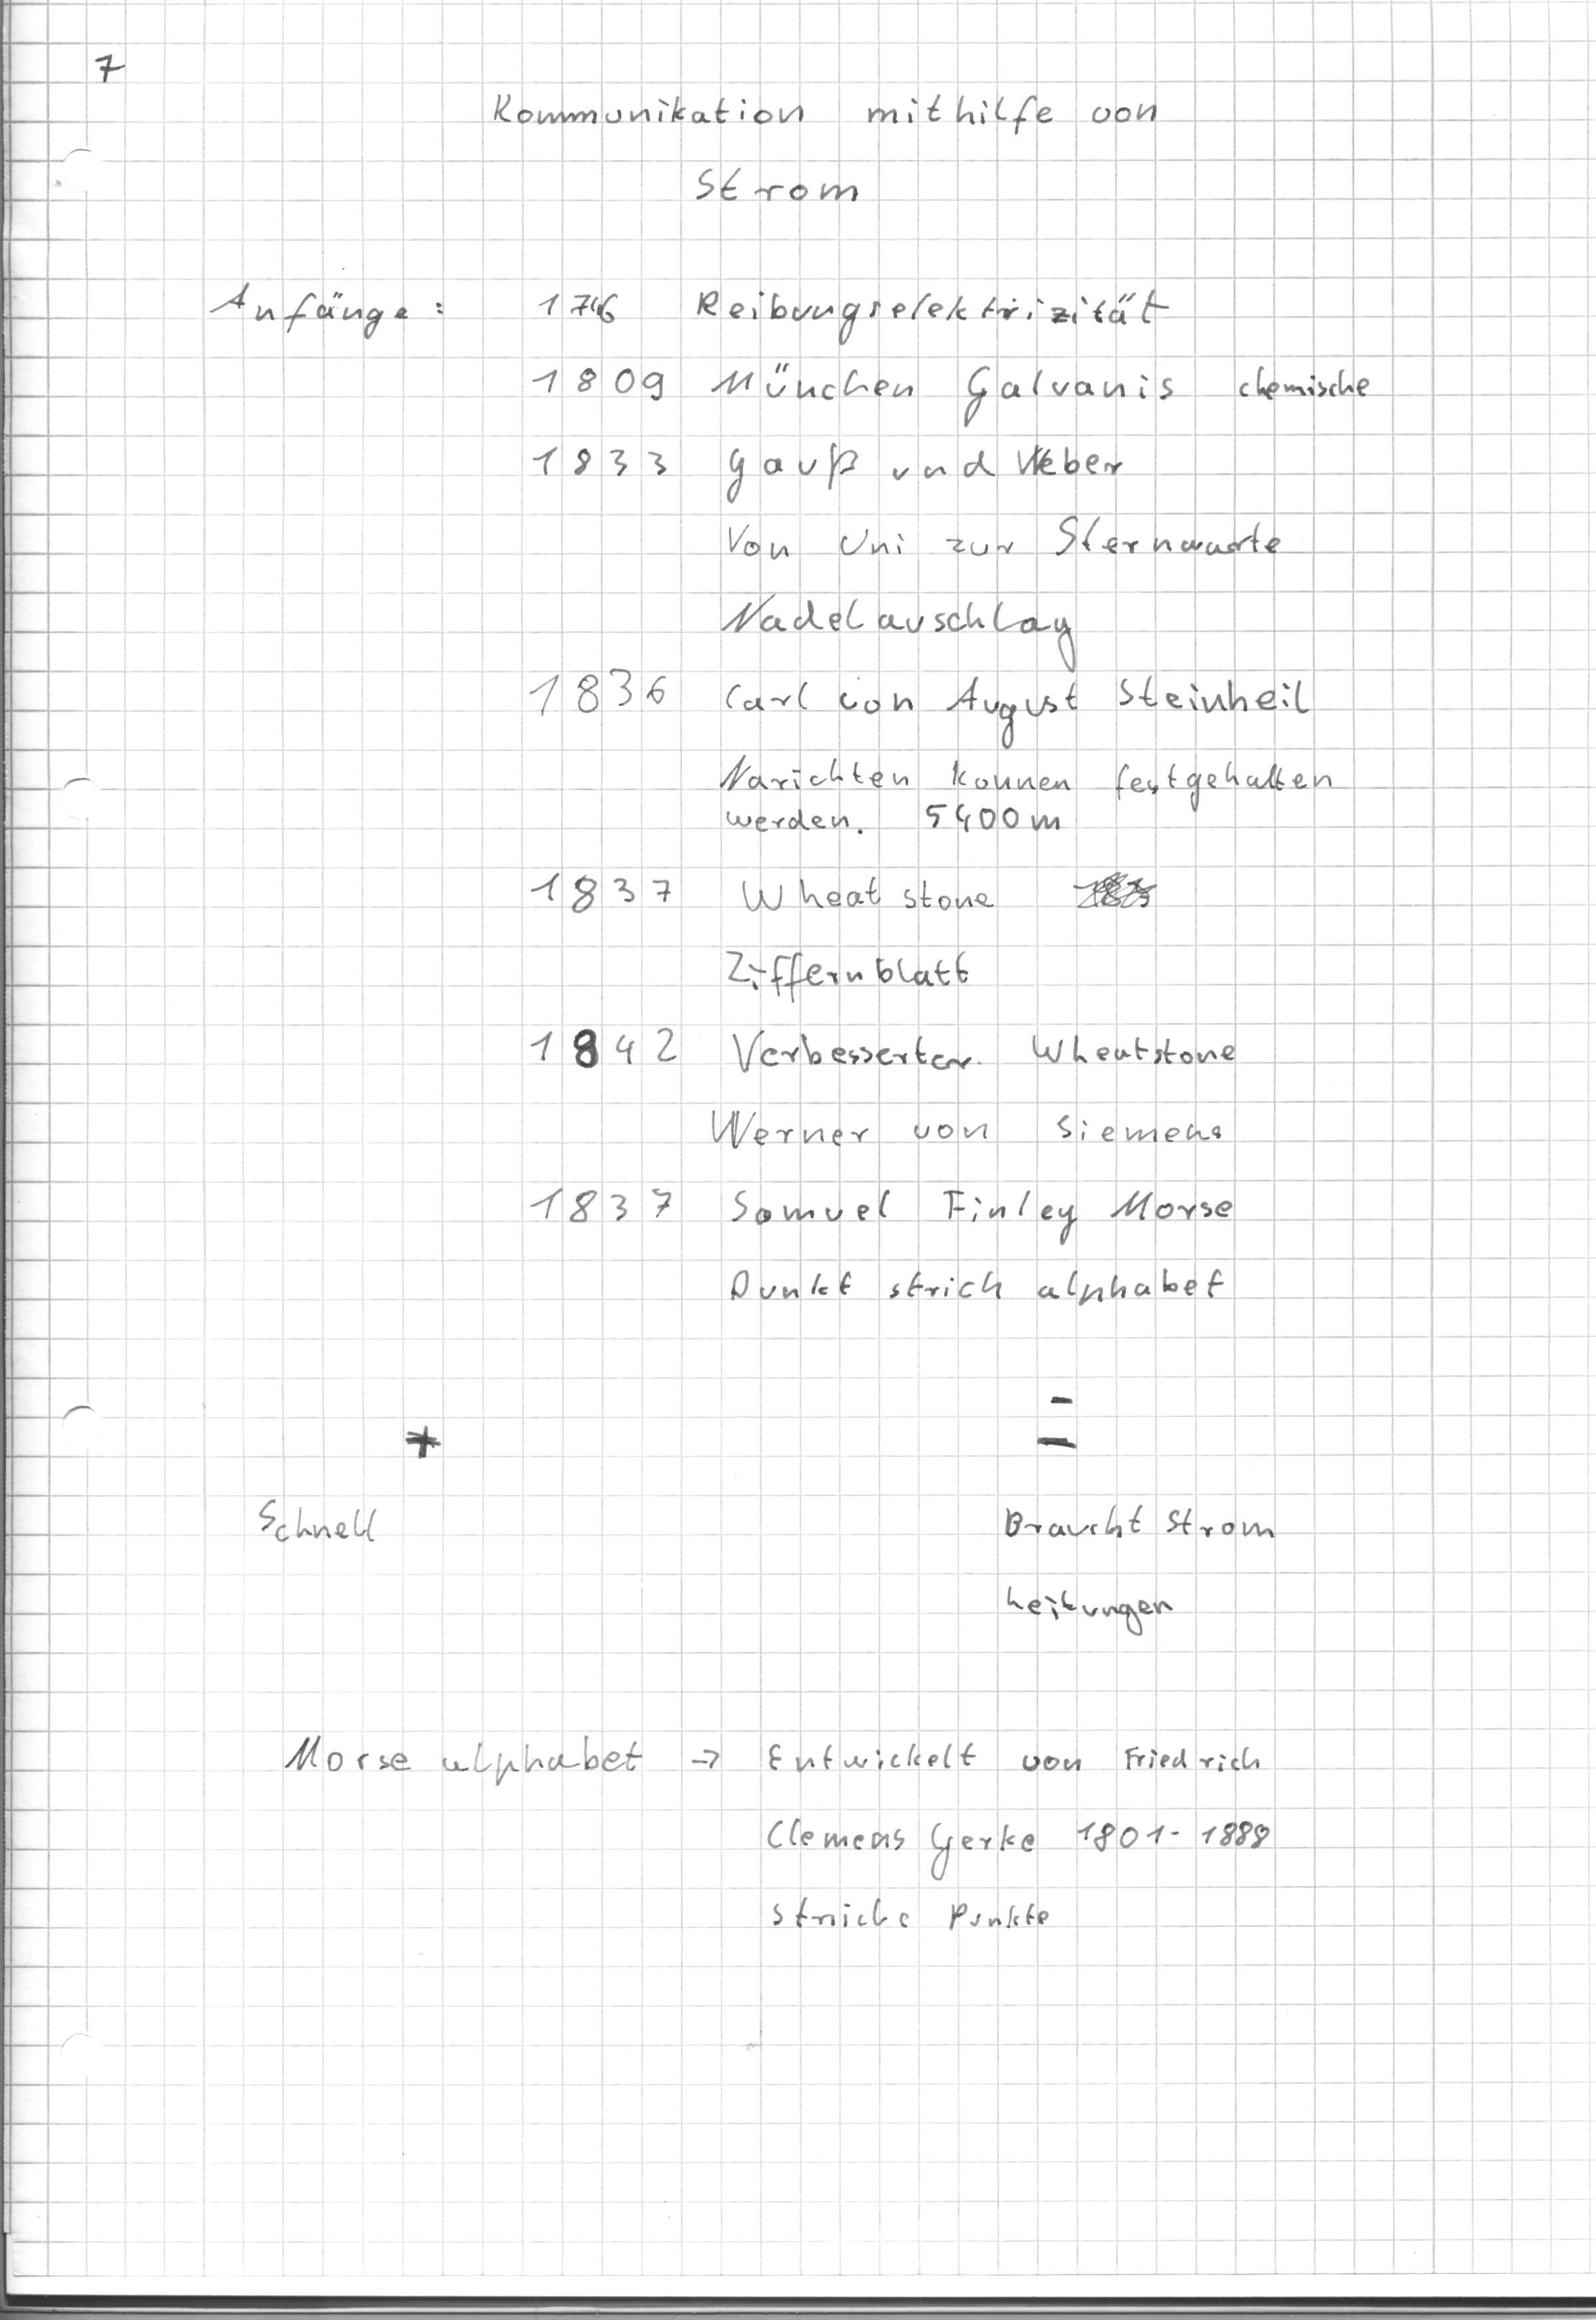 7
Kommunikation mithilfe von
Strom
Anfänge: 1746 Reibungselektrizität
1809 München Galvanis chemische
1833 Gauß und Weber
Von Uni zur Sternwarte
Nadelauschlag
1836 Carl von August Steinheil
Narichten konnen festgehalten
werden. 5400m
1837 Wheatstone
Ziffernblatt
1842 Verbesserter Wheatstone
Werner von Siemens
1837 Samuel Finley Morse
Punkt strich alphabet
+ -
-
Schnell Braucht Strom
Leitungen
Morse alphabet → Entwickelt von Friedrich
Clemens Gerke 1801-1888
Striche Punkte